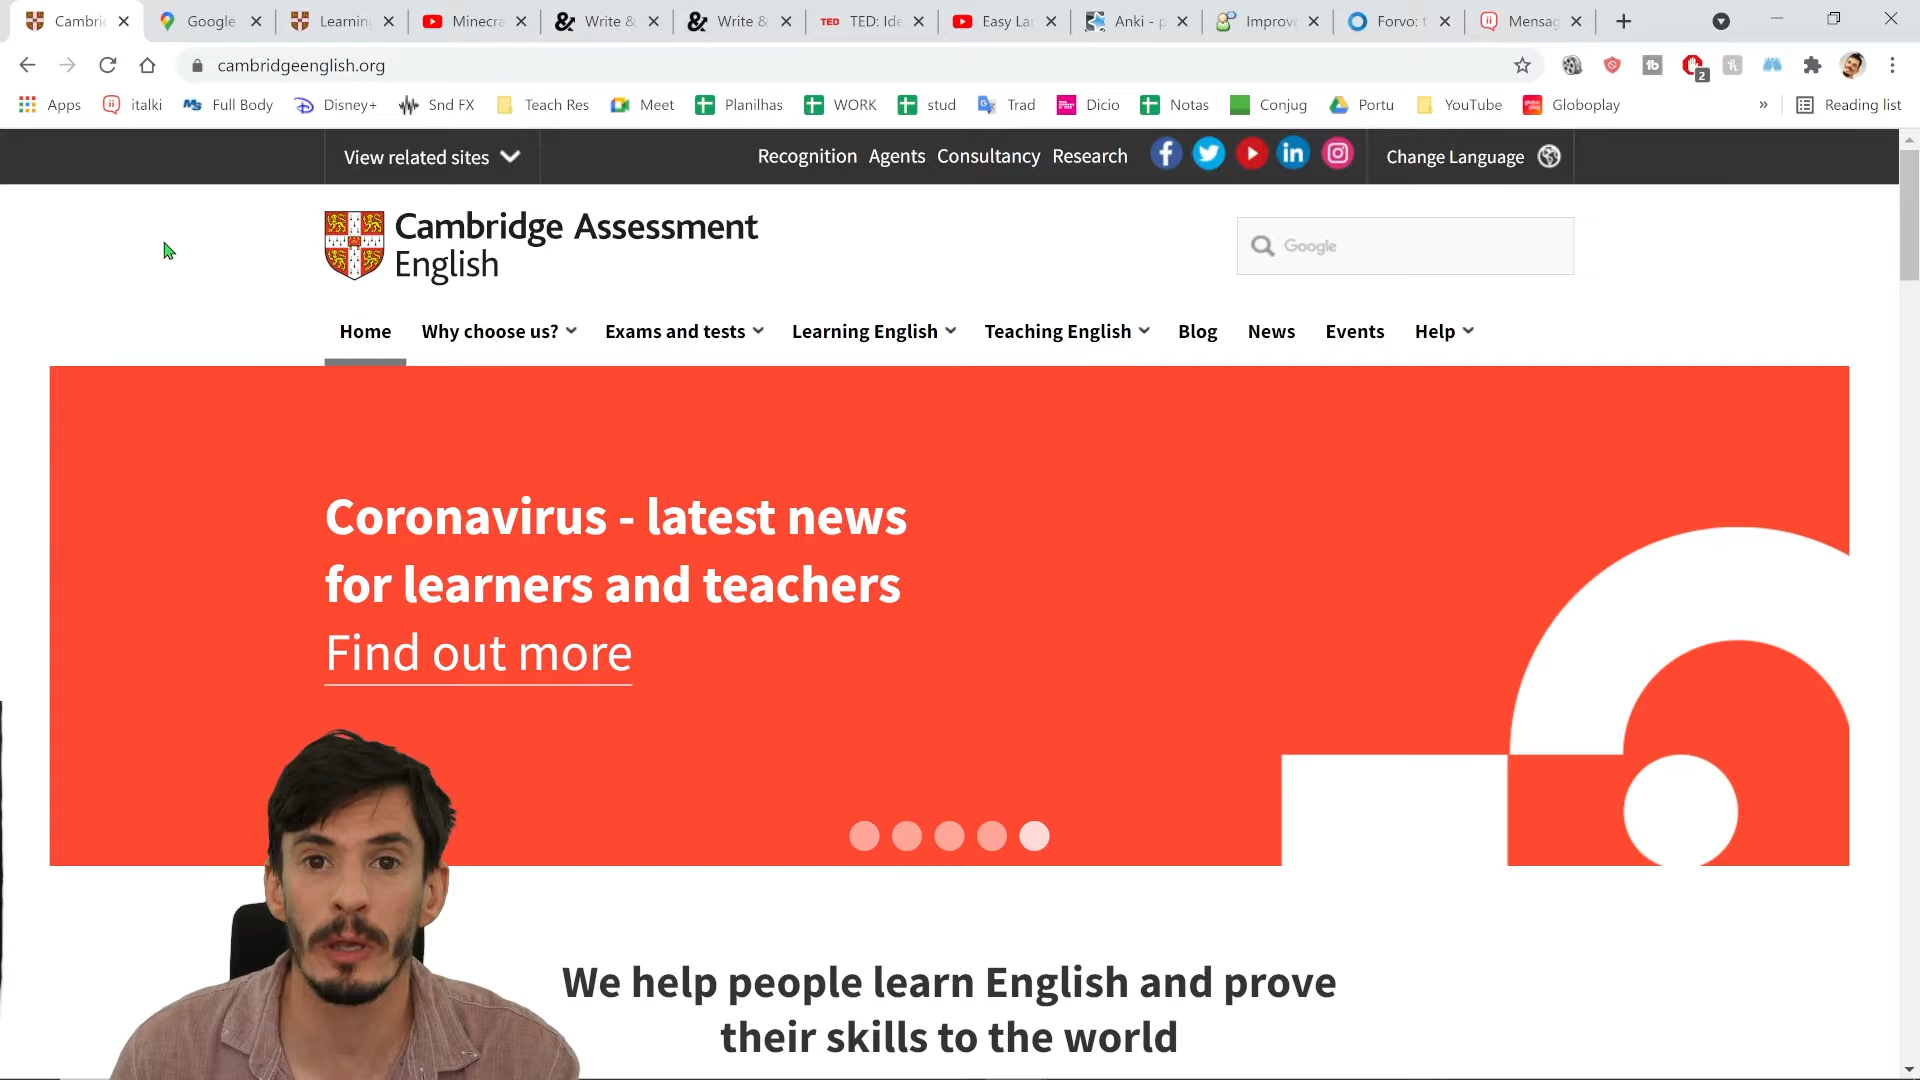 Cambric
Google
Learning
Minecra
Write &
Write &
TED TED: Ide
Easy La
Anki - p
Improve
Forvo: t
Mensag
cambridgeenglish.org
2
Apps
italki
Full Body
Disney+
Snd FX
Teach Res
Meet
Planilhas
WORK
stud
Trad
Dicio
Notas
Conjug
Portu
YouTube
Globoplay
»
Reading list
View related sites
Recognition
Agents
Consultancy
Research
Change Language
Cambridge Assessment
English
Google
Home
Why choose us?
Exams and tests
Learning English
Teaching English
Blog
News
Events
Help
Coronavirus - latest news
for learners and teachers
Find out more
We help people learn English and prove
their skills to the world